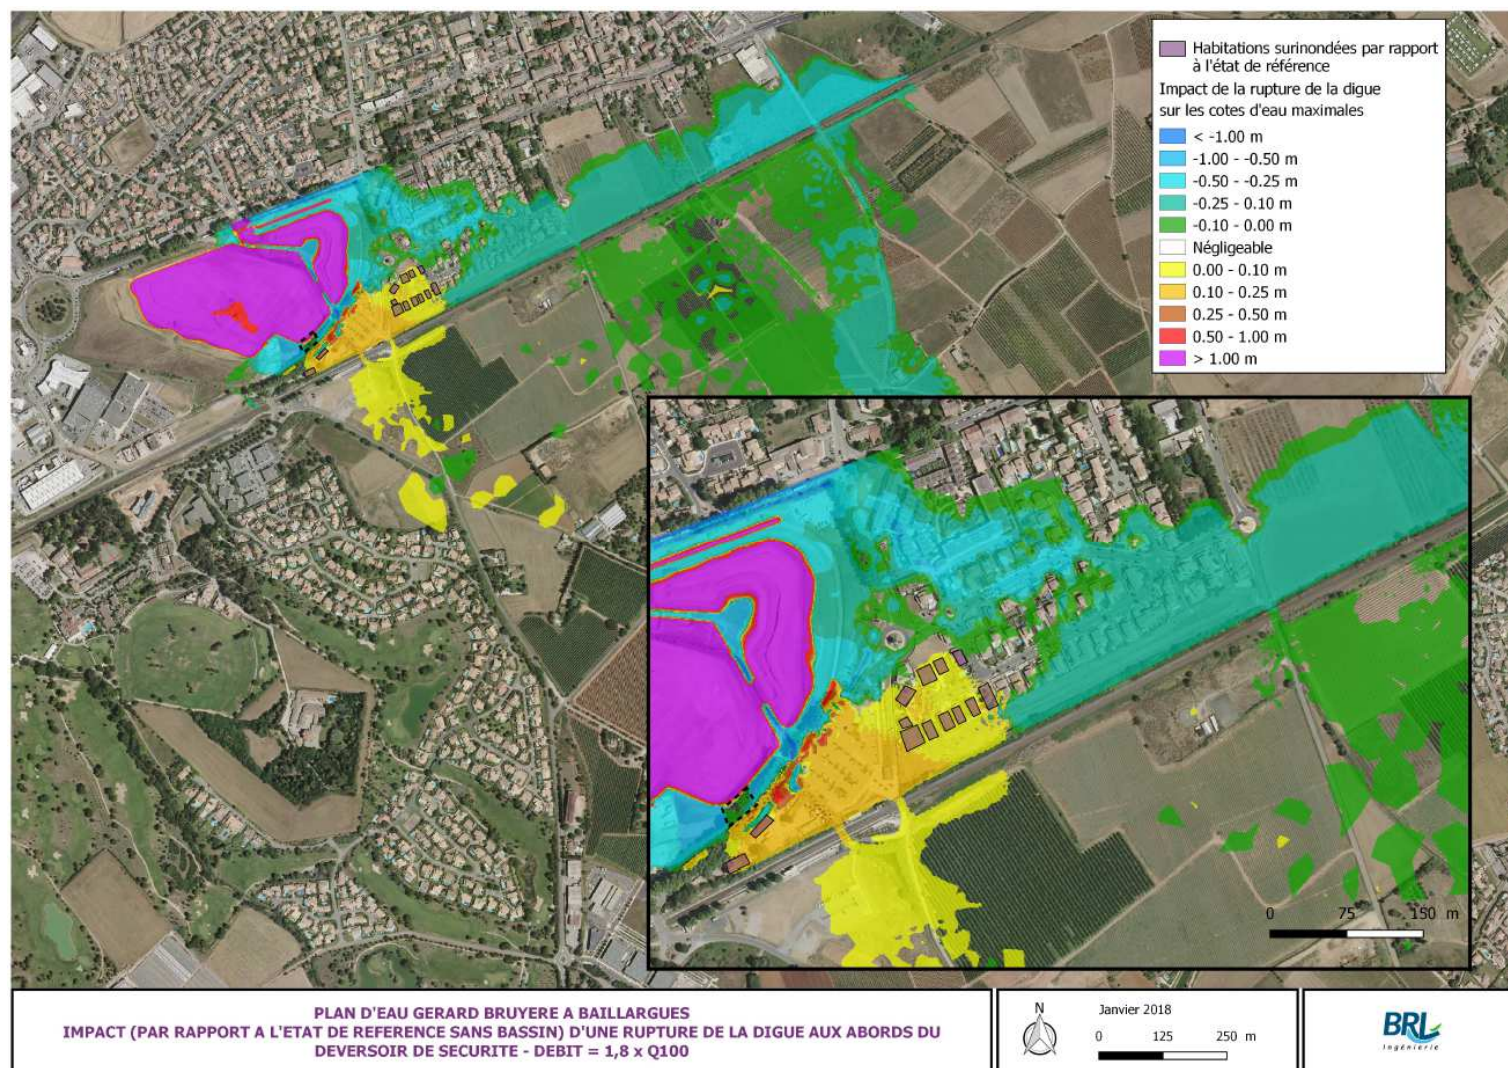 Habitations surinondées par rapport
à l'état de référence
Impact de la rupture de la digue
sur les cotes d'eau maximales
< -1.00 m
-1.00 - -0.50 m
-0.50 - -0.25 m
-0.25 - 0.10 m
-0.10 - 0.00 m
Négligeable
0.00 - 0.10 m
0.10 - 0.25 m
0.25 - 0.50 m
0.50 - 1.00 m
> 1.00 m
0 75 150 m
PLAN D'EAU GERARD BRUYERE A BAILLARGUES
IMPACT (PAR RAPPORT A L'ETAT DE REFERENCE SANS BASSIN) D'UNE RUPTURE DE LA DIGUE AUX ABORDS DU
DEVERSOIR DE SECURITE - DEBIT = 1,8 x Q100
N
Janvier 2018
0 125 250 m
BRL
Ingénierie